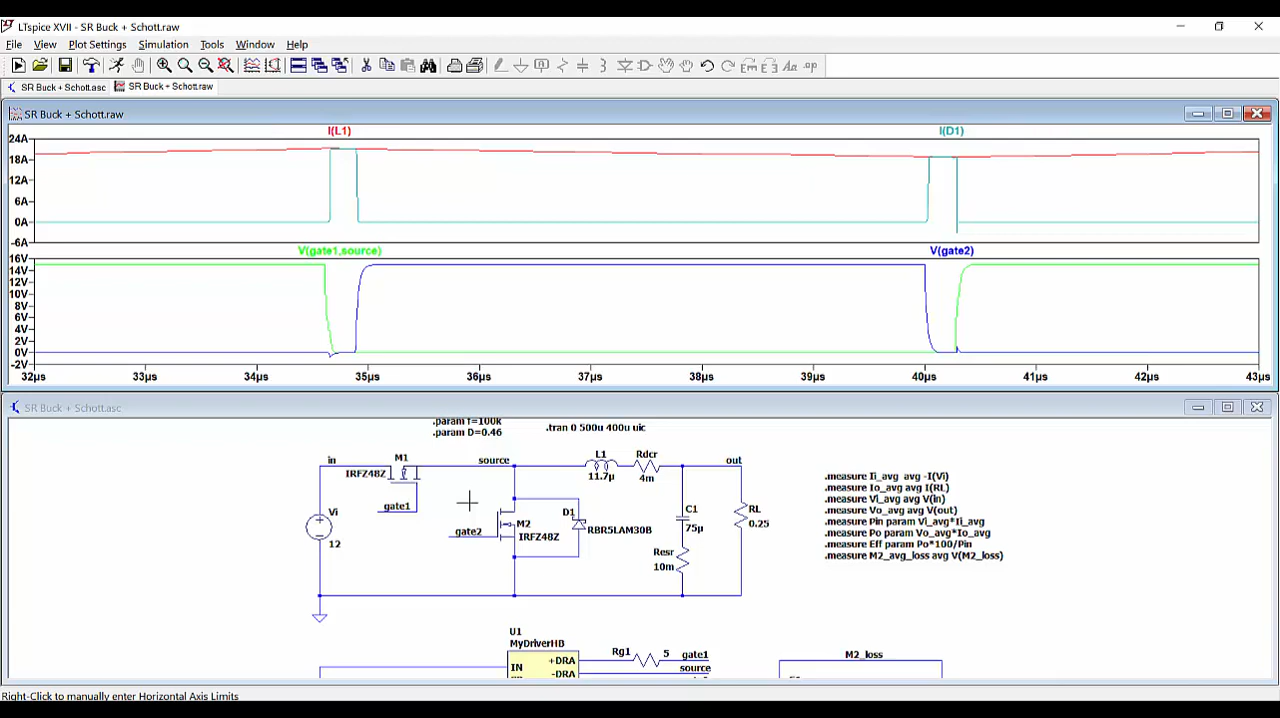 LTspice XVII - SR Buck + Schott.raw
File View Plot Settings Simulation Tools Window Help
SR Buck + Schott.asc SR Buck + Schott.raw
SR Buck + Schott.raw
I(L1) I(D1)
24A
18A
12A
6A
0A
-6A
V(gate1,source) V(gate2)
16V
14V
12V
10V
8V
6V
4V
2V
0V
-2V
32µs 33µs 34µs 35µs 36µs 37µs 38µs 39µs 40µs 41µs 42µs 43µs
SR Buck + Schott.asc
.param f=100k
.param D=0.46
.tran 0 500u 400u uic
in
M1
IRFZ48Z
gate1
source
L1
11.7µ
Rdcr
4m
out
Vi
12
gate2
M2
IRFZ48Z
D1
RBR5LAM30B
C1
75µ
Resr
10m
RL
0.25
.measure Ii_avg avg -I(Vi)
.measure Io_avg avg I(RL)
.measure Vi_avg avg V(in)
.measure Vo_avg avg V(out)
.measure Pin param Vi_avg*Ii_avg
.measure Po param Vo_avg*Io_avg
.measure Eff param Po*100/Pin
.measure M2_avg_loss avg V(M2_loss)
U1
MyDriverHB
IN
+DRA
-DRA
Rg1
5
gate1
source
M2_loss
Right-Click to manually enter Horizontal Axis Limits